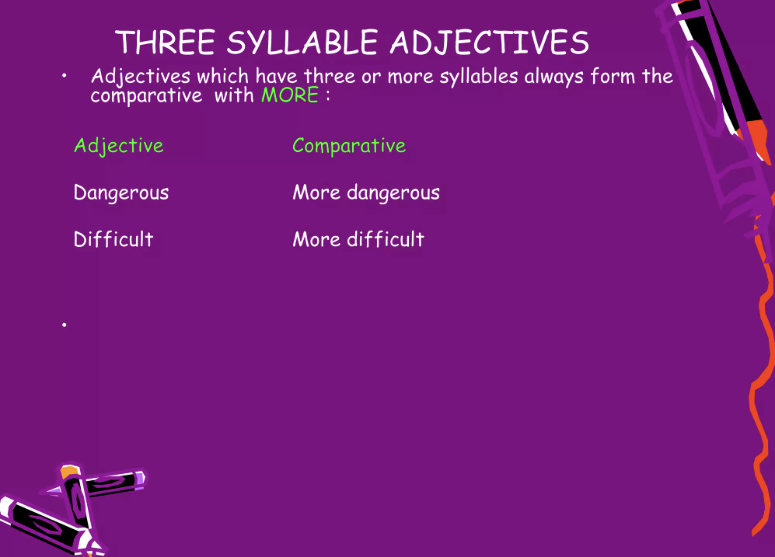 THREE SYLLABLE ADJECTIVES
• Adjectives which have three or more syllables always form the
comparative with MORE :
Adjective Comparative
Dangerous More dangerous
Difficult More difficult
•